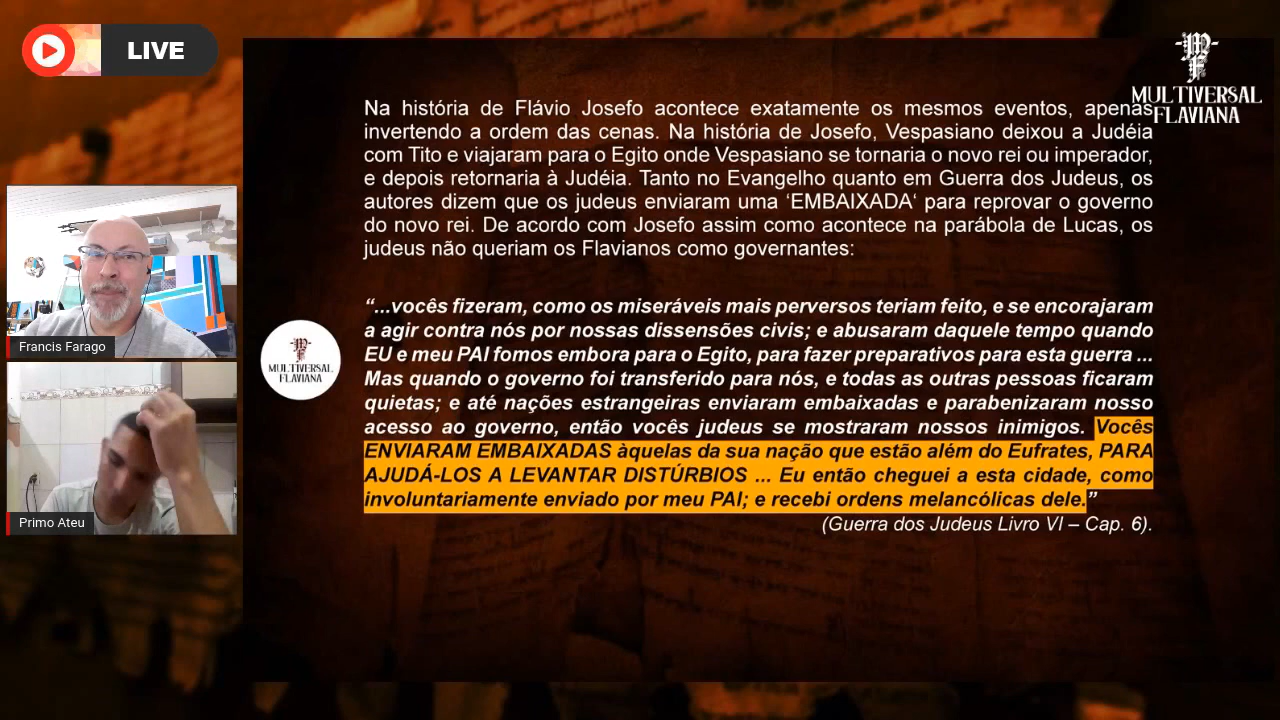 LIVE
MULTIVERSAL
FLAVIANA
Na história de Flávio Josefo acontece exatamente os mesmos eventos, apenas
invertendo a ordem das cenas. Na história de Josefo, Vespasiano deixou a Judéia
com Tito e viajaram para o Egito onde Vespasiano se tornaria o novo rei ou imperador,
e depois retornaria à Judéia. Tanto no Evangelho quanto em Guerra dos Judeus, os
autores dizem que os judeus enviaram uma ‘EMBAIXADA‘ para reprovar o governo
do novo rei. De acordo com Josefo assim como acontece na parábola de Lucas, os
judeus não queriam os Flavianos como governantes:
“...vocês fizeram, como os miseráveis mais perversos teriam feito, e se encorajaram
a agir contra nós por nossas dissensões civis; e abusaram daquele tempo quando
EU e meu PAI fomos embora para o Egito, para fazer preparativos para esta guerra ...
Mas quando o governo foi transferido para nós, e todas as outras pessoas ficaram
quietas; e até nações estrangeiras enviaram embaixadas e parabenizaram nosso
acesso ao governo, então vocês judeus se mostraram nossos inimigos. Vocês
ENVIARAM EMBAIXADAS àquelas da sua nação que estão além do Eufrates, PARA
AJUDÁ-LOS A LEVANTAR DISTÚRBIOS ... Eu então cheguei a esta cidade, como
involuntariamente enviado por meu PAI; e recebi ordens melancólicas dele.”
(Guerra dos Judeus Livro VI – Cap. 6).
MULTIVERSAL
FLAVIANA
Francis Farago
Primo Ateu